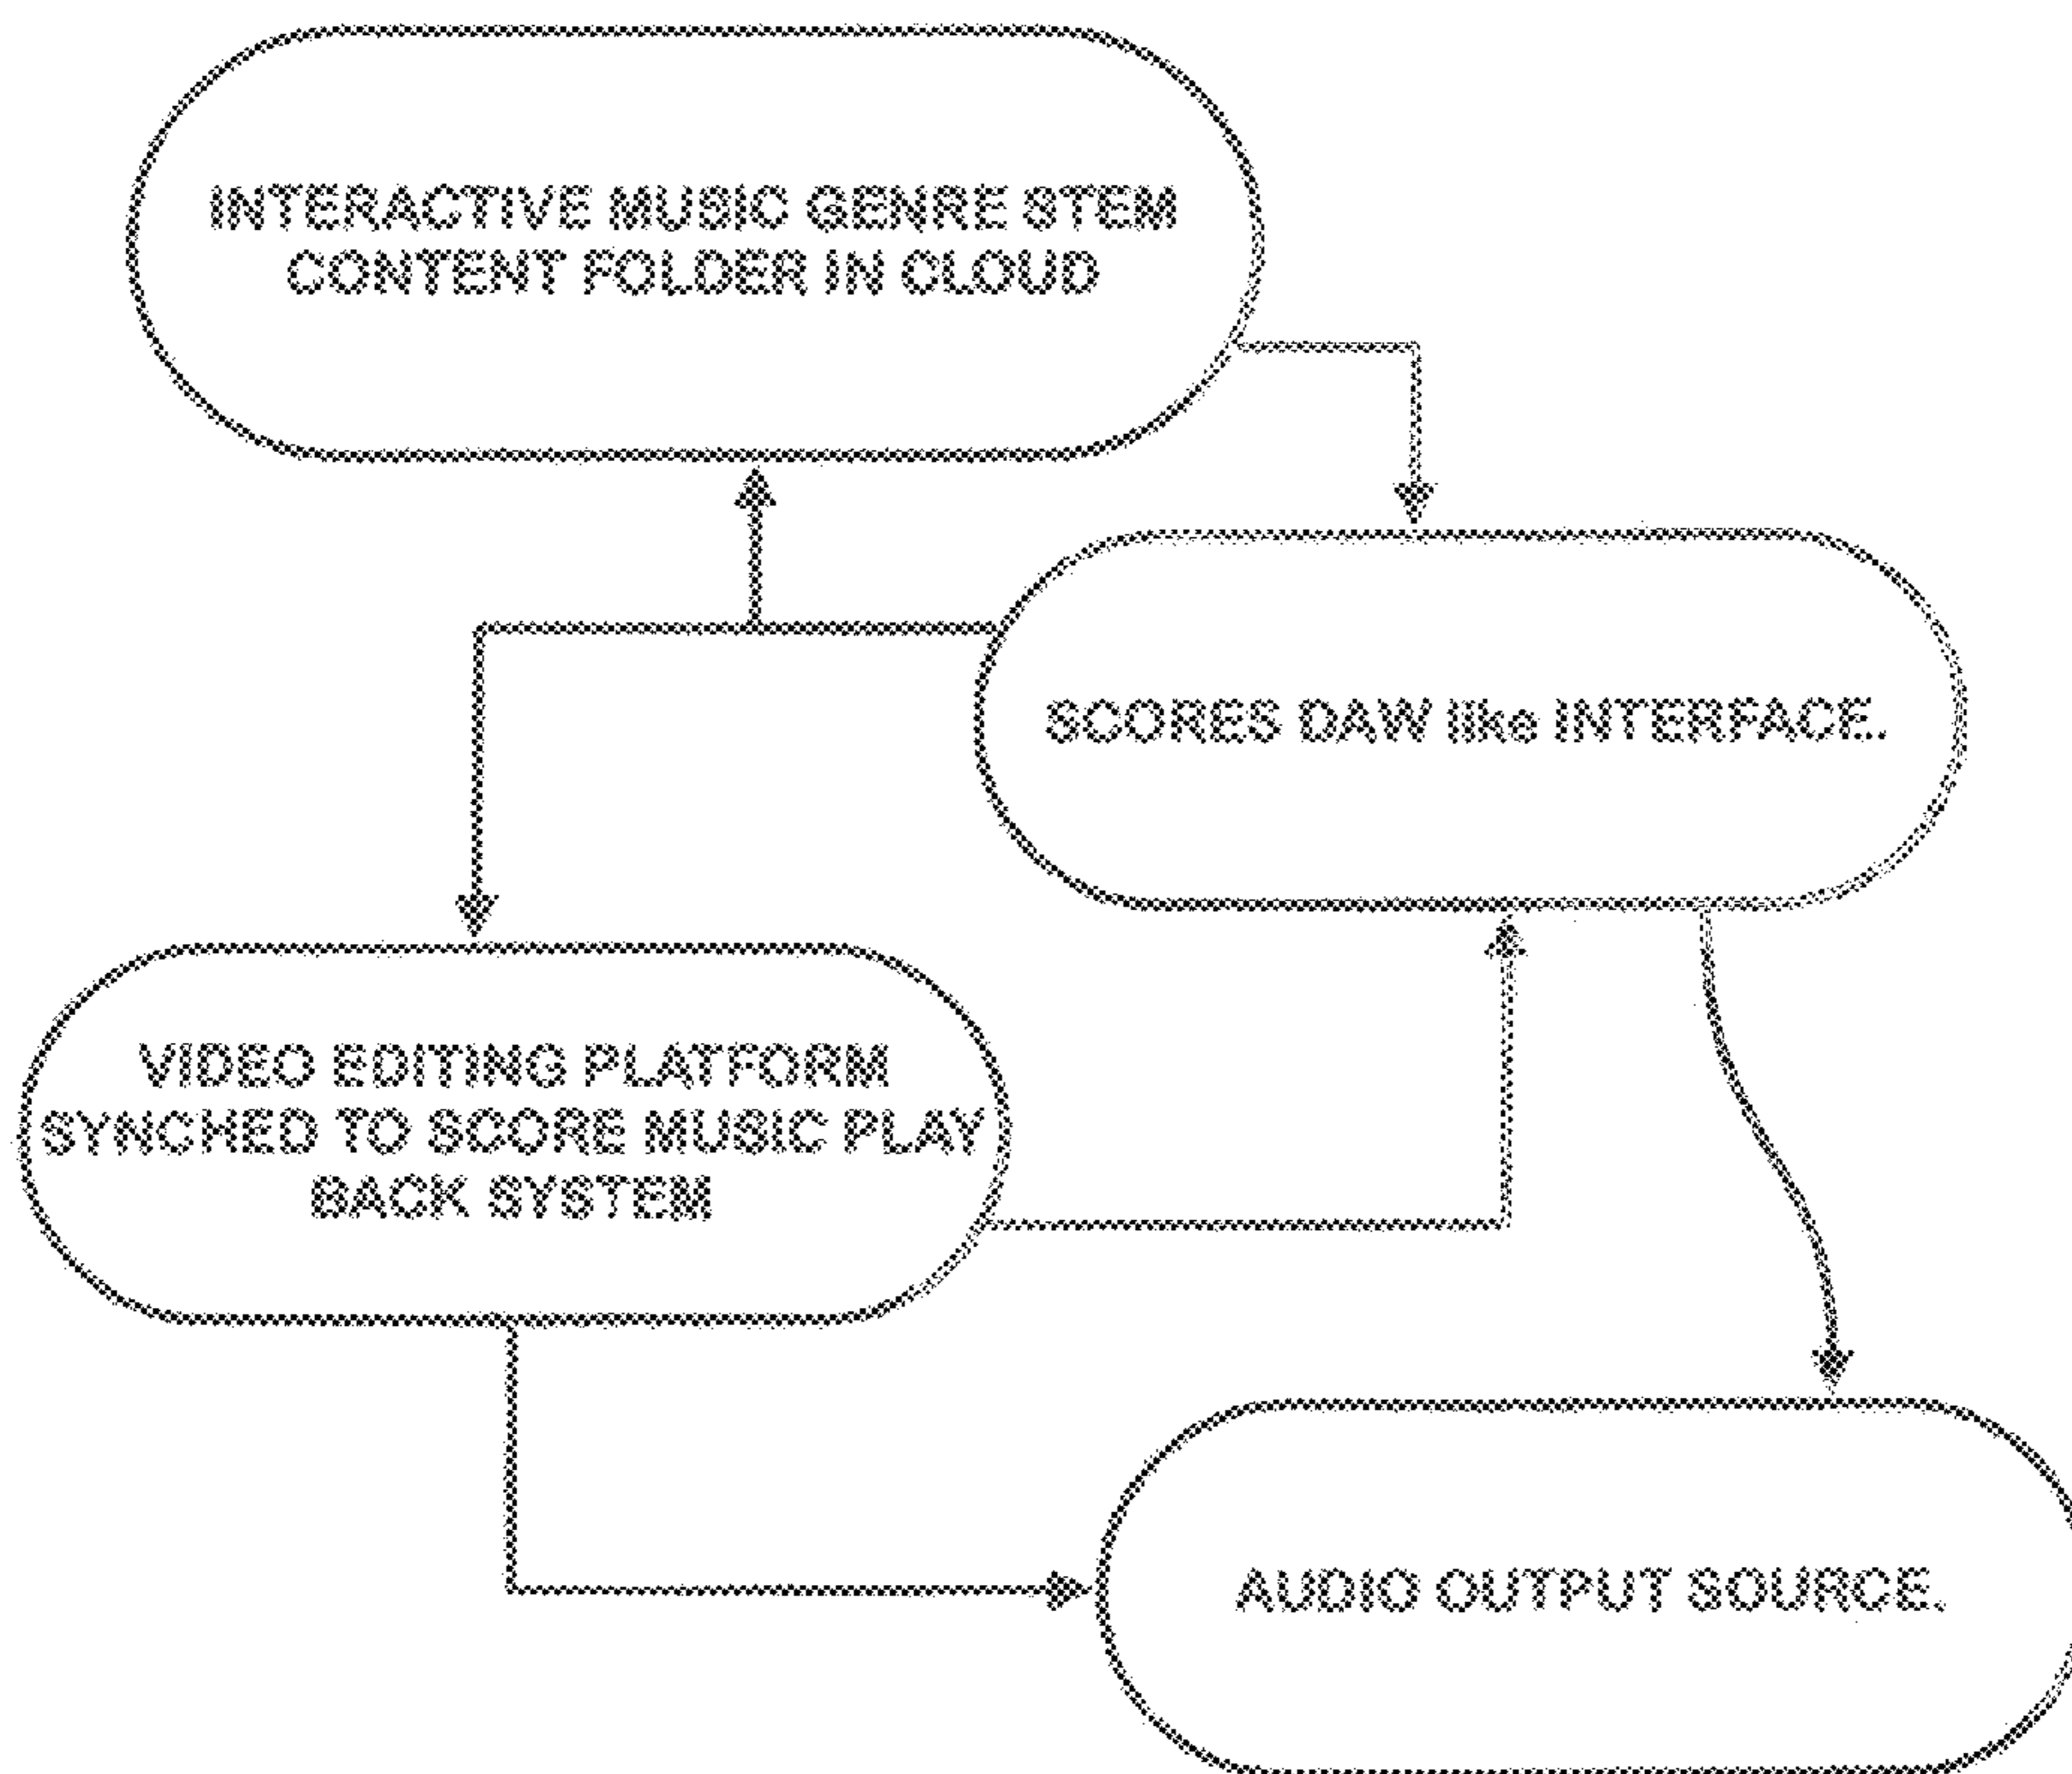 INTERACTIVE MUSIC GENRE STEM
CONTENT FOLDER IN CLOUD
SCORES DAW like INTERFACE.
VIDEO EDITING PLATFORM
SYNCHED TO SCORE MUSIC PLAY
BACK SYSTEM
AUDIO OUTPUT SOURCE.